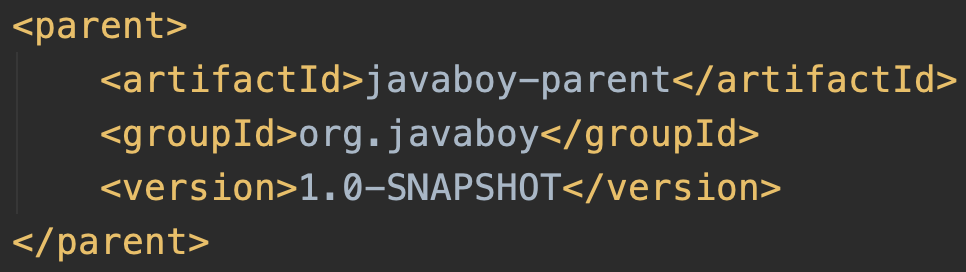 <parent>
    <artifactId>javaboy-parent</artifactId>
    <groupId>org.javaboy</groupId>
    <version>1.0-SNAPSHOT</version>
</parent>